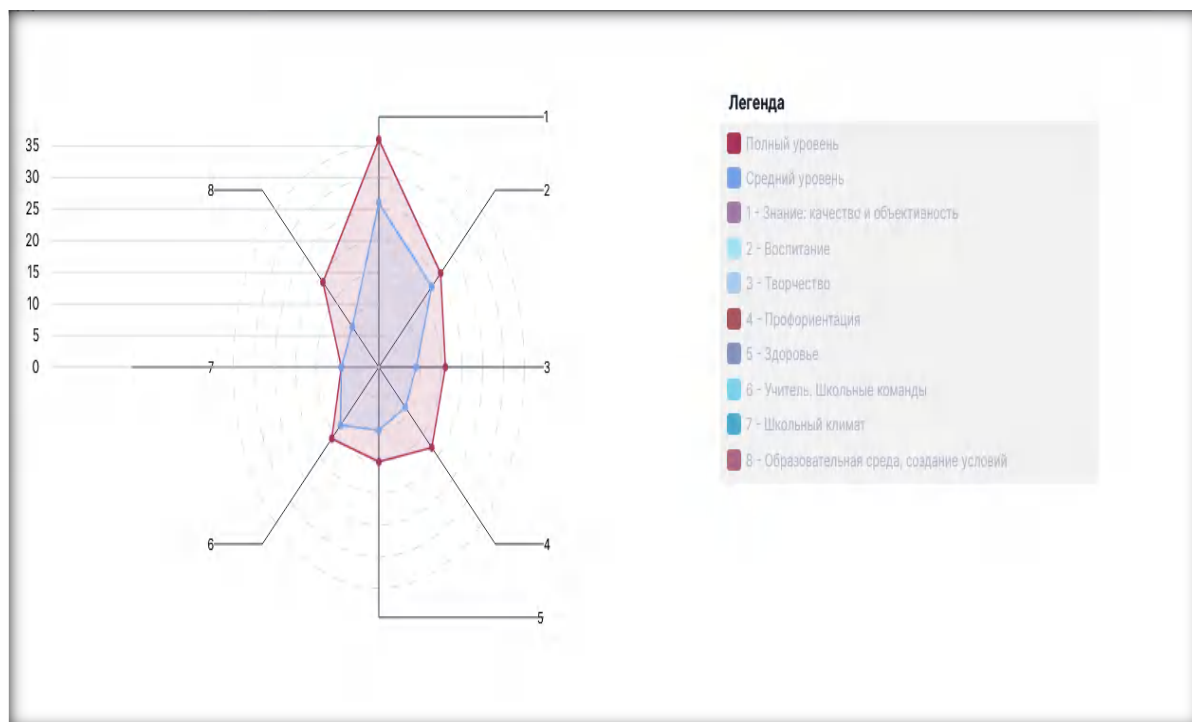 Легенда
Полный уровень
Средний уровень
1 - Знание: качество и объективность
2 - Воспитание
3 - Творчество
4 - Профориентация
5 - Здоровье
6 - Учитель. Школьные команды
7 - Школьный климат
8 - Образовательная среда, создание условий
1
35
30
8
2
25
20
15
10
5
0
7
3
6
4
5